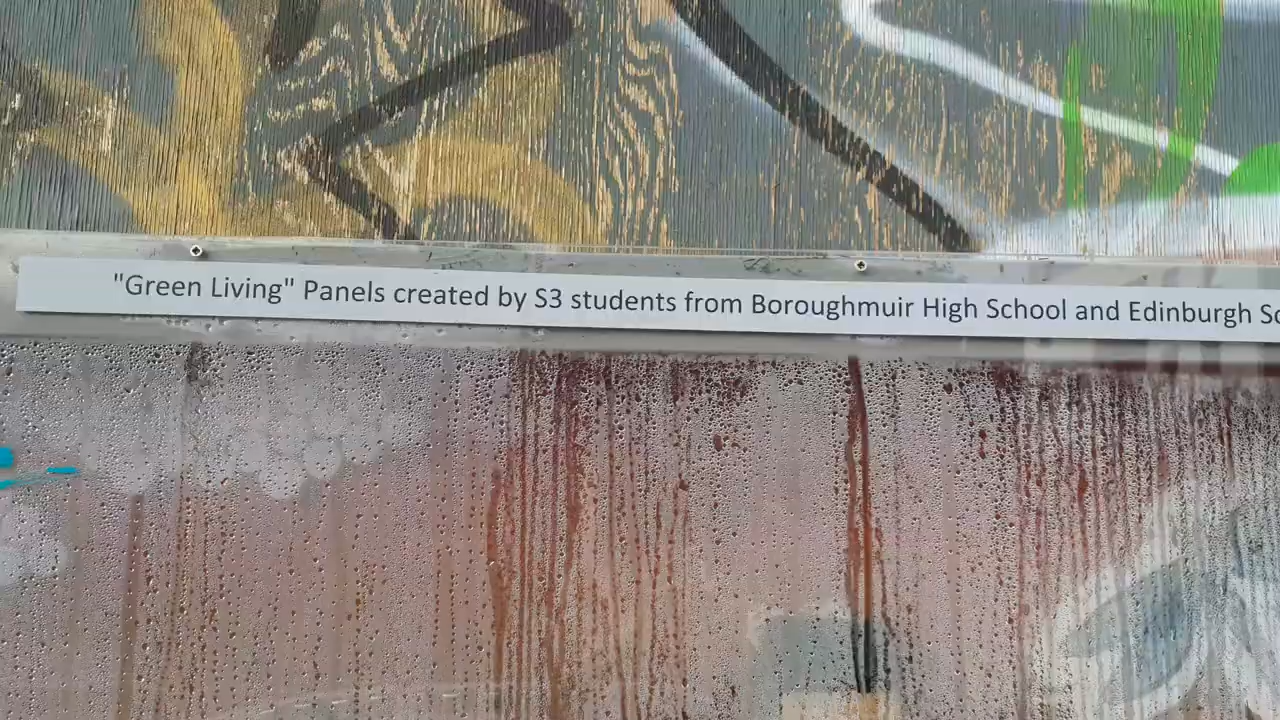 "Green Living" Panels created by S3 students from Boroughmuir High School and Edinburgh